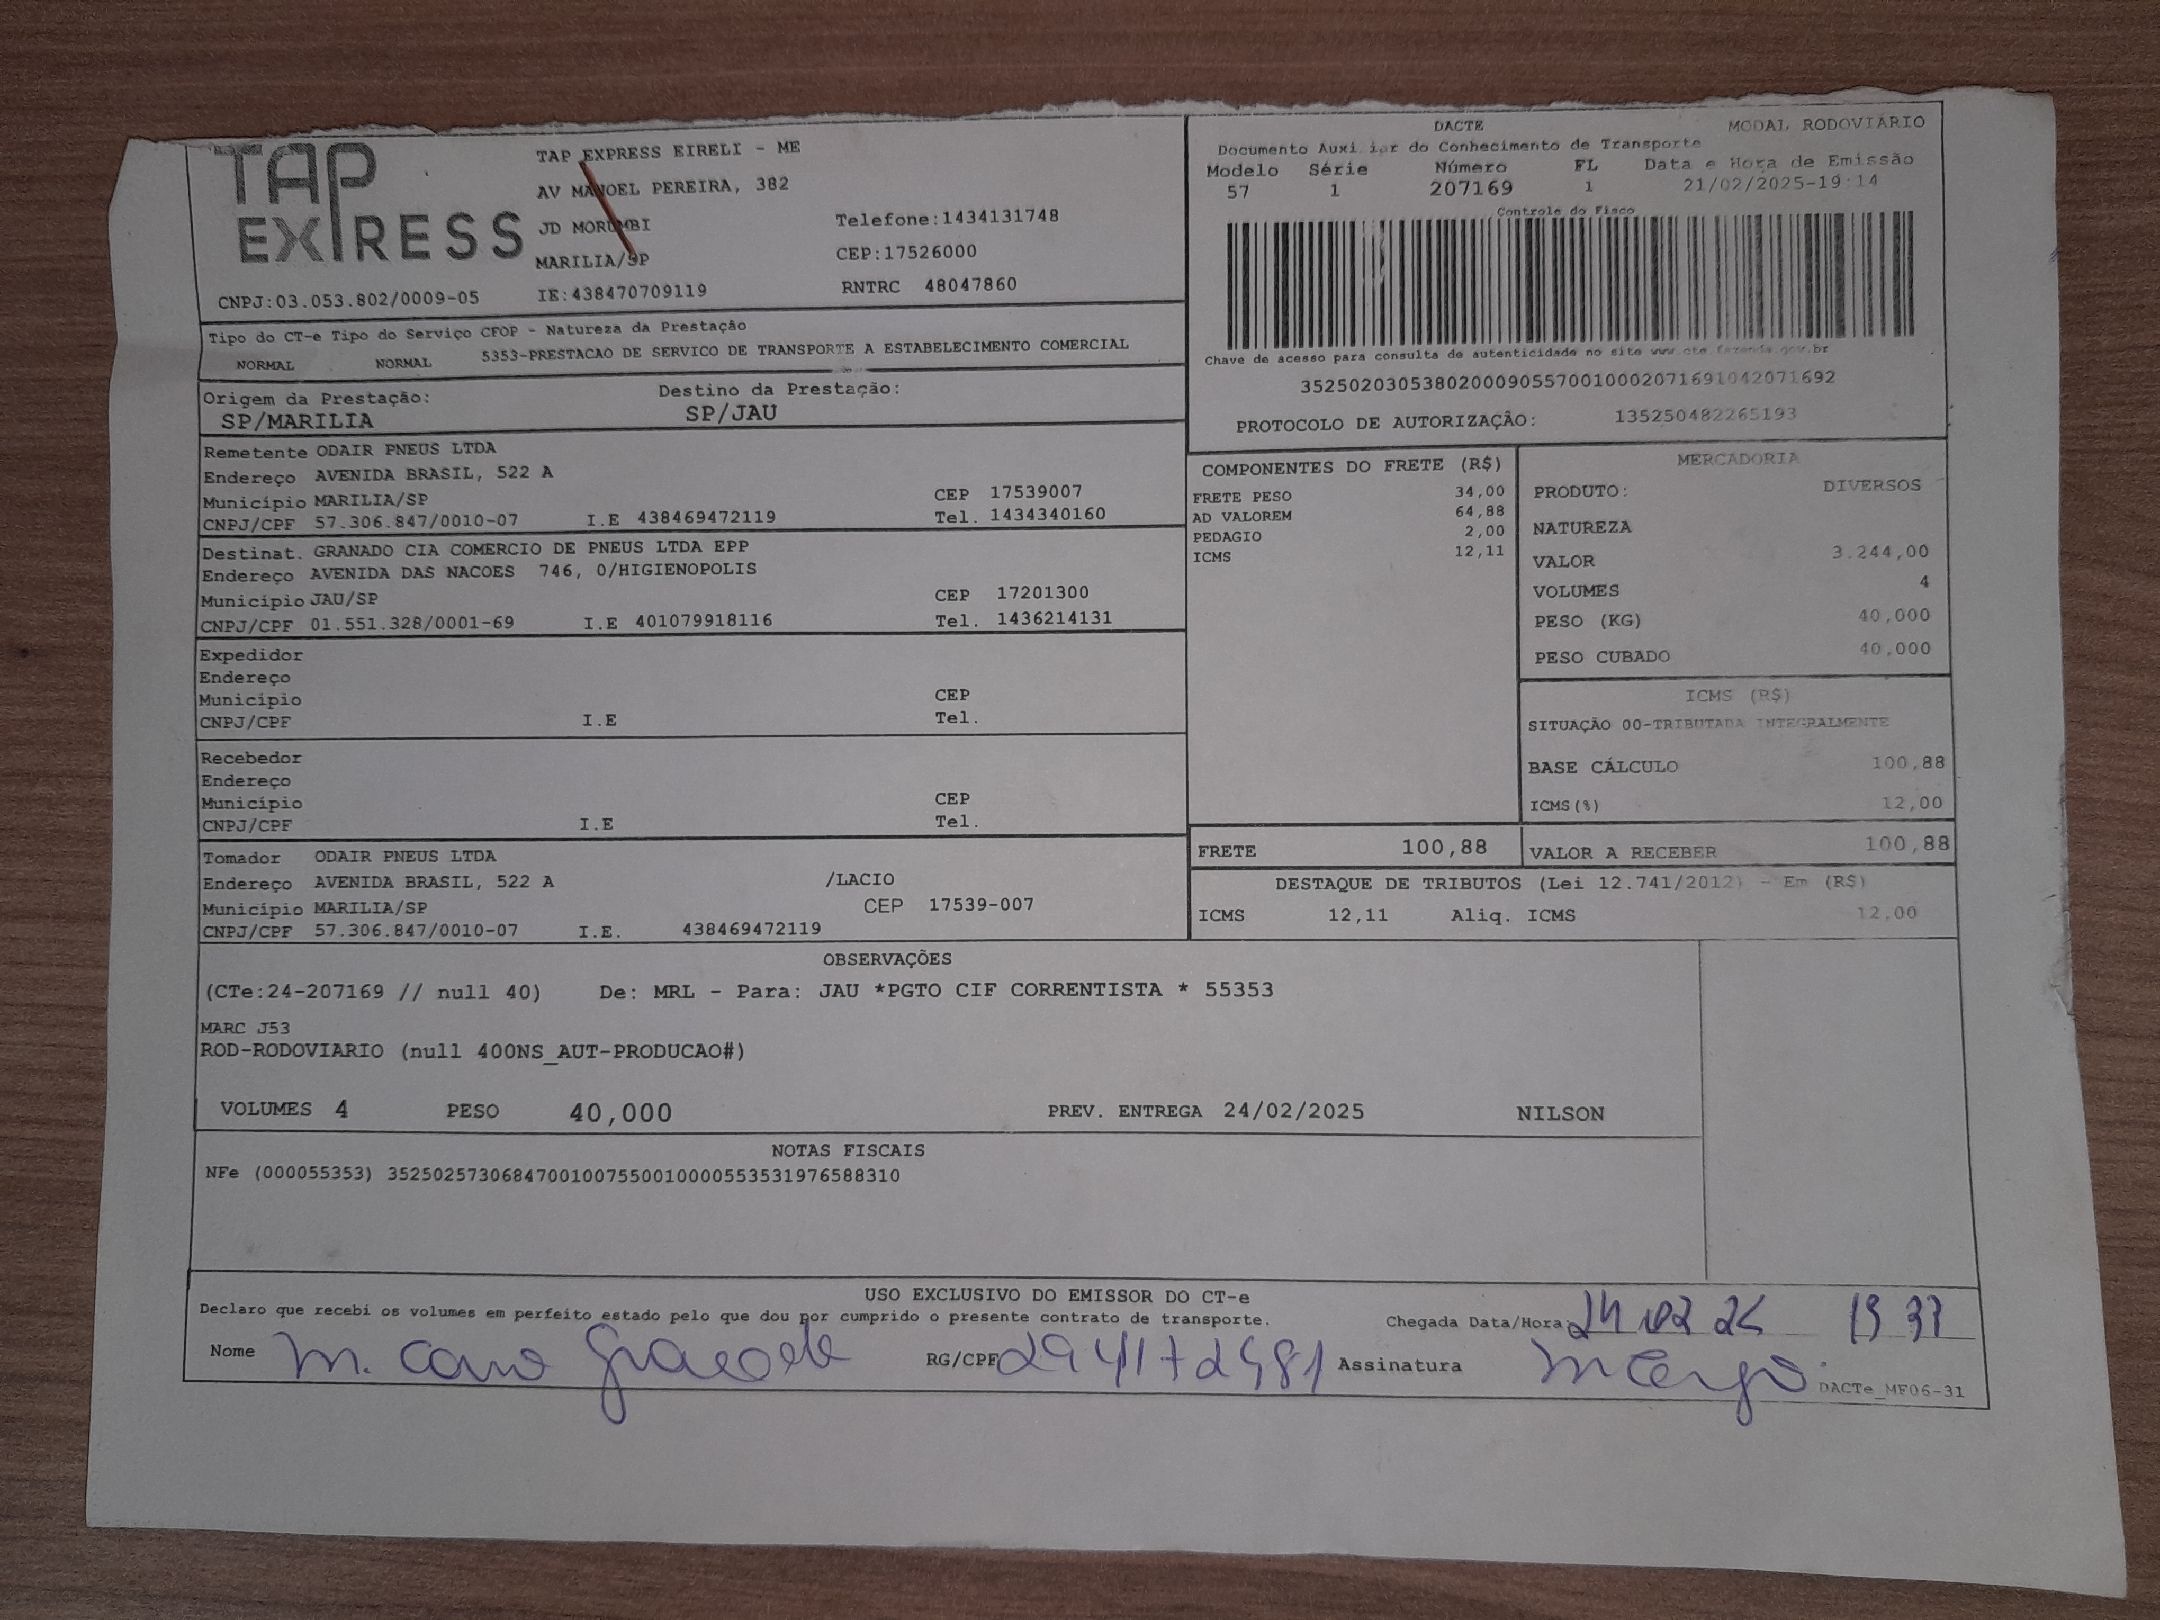 TAP EXPRESS
TAP EXPRESS EIRELI - ME
AV MANOEL PEREIRA, 382
JD MORUMBI Telefone:1434131748
MARILIA/SP CEP:17526000
CNPJ:03.053.802/0009-05 IE:438470709119 RNTRC 48047860
DACTE MODAL RODOVIÁRIO
Documento Auxiliar do Conhecimento de Transporte
Modelo Série Número FL Data e Hora de Emissão
57 1 207169 1 21/02/2025-19:14
Controle do Fisco
Chave de acesso para consulta de autenticidade no site www.cte.fazenda.gov.br
35250203053802000905570010002071691042071692
PROTOCOLO DE AUTORIZAÇÃO: 135250482265193
Tipo do CT-e Tipo do Serviço CFOP - Natureza da Prestação
NORMAL NORMAL 5353-PRESTACAO DE SERVICO DE TRANSPORTE A ESTABELECIMENTO COMERCIAL
Origem da Prestação: Destino da Prestação:
SP/MARILIA SP/JAU
Remetente ODAIR PNEUS LTDA
Endereço AVENIDA BRASIL, 522 A
Município MARILIA/SP CEP 17539007
CNPJ/CPF 57.306.847/0010-07 I.E 438469472119 Tel. 1434340160
Destinat. GRANADO CIA COMERCIO DE PNEUS LTDA EPP
Endereço AVENIDA DAS NACOES 746, 0/HIGIENOPOLIS
Município JAU/SP CEP 17201300
CNPJ/CPF 01.551.328/0001-69 I.E 401079918116 Tel. 1436214131
Expedidor
Endereço
Município CEP
CNPJ/CPF I.E Tel.
Recebedor
Endereço
Município CEP
CNPJ/CPF I.E Tel.
Tomador ODAIR PNEUS LTDA
Endereço AVENIDA BRASIL, 522 A /LACIO
Município MARILIA/SP CEP 17539-007
CNPJ/CPF 57.306.847/0010-07 I.E. 438469472119
COMPONENTES DO FRETE (R$)
FRETE PESO 34,00
AD VALOREM 64,88
PEDAGIO 2,00
ICMS 12,11
MERCADORIA
PRODUTO: DIVERSOS
NATUREZA
VALOR 3.244,00
VOLUMES 4
PESO (KG) 40,000
PESO CUBADO 40,000
ICMS (R$)
SITUAÇÃO 00-TRIBUTADA INTEGRALMENTE
BASE CÁLCULO 100,88
ICMS(%) 12,00
FRETE 100,88 VALOR A RECEBER 100,88
DESTAQUE DE TRIBUTOS (Lei 12.741/2012) - Em (R$)
ICMS 12,11 Aliq. ICMS 12,00
OBSERVAÇÕES
(CTe:24-207169 // null 40) De: MRL - Para: JAU *PGTO CIF CORRENTISTA * 55353
MARC J53
ROD-RODOVIARIO (null 400NS_AUT-PRODUCAO#)
VOLUMES 4 PESO 40,000 PREV. ENTREGA 24/02/2025 NILSON
NOTAS FISCAIS
NFe (000055353) 35250257306847001007550010000553531976588310
USO EXCLUSIVO DO EMISSOR DO CT-e
Declaro que recebi os volumes em perfeito estado pelo que dou por cumprido o presente contrato de transporte.
Chegada Data/Hora
Nome M. RG/CPF Assinatura
DACTe_MF06-31